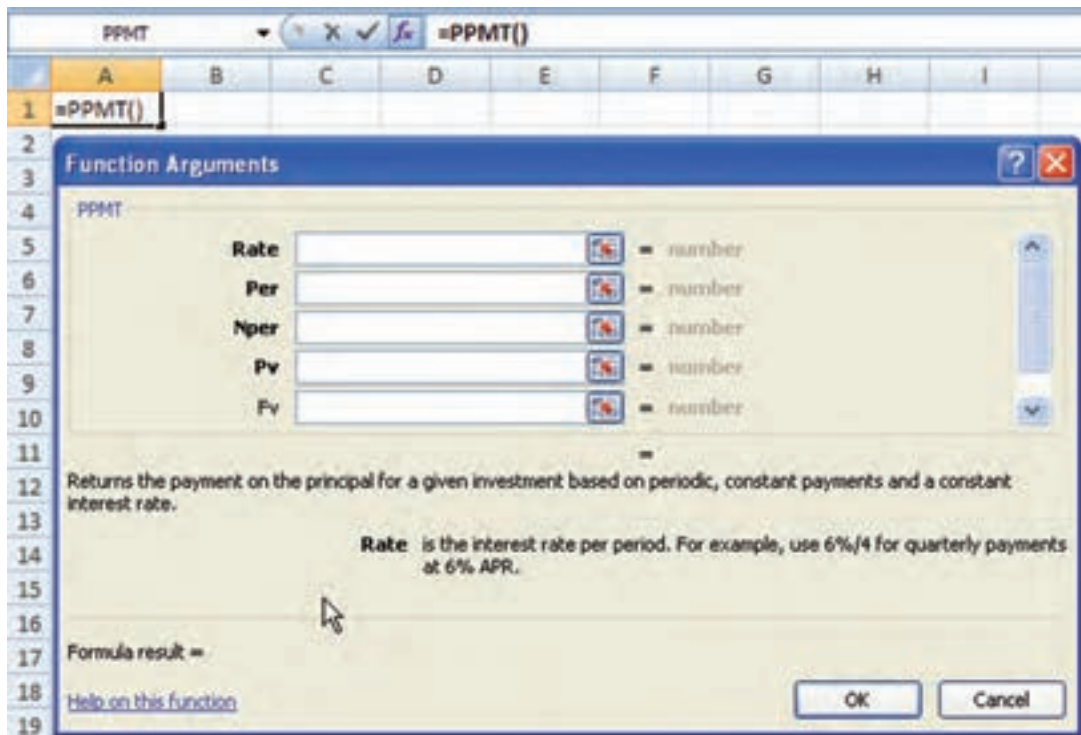 PPMT fx =PPMT()
A B C D E F G H I
1 =PPMT()
2
Function Arguments ?
3
4 PPMT
5 Rate = number
6 Per = number
7 Nper = number
8 Pv = number
9
10 Fv = number
11 =
12 Returns the payment on the principal for a given investment based on periodic, constant payments and a constant
interest rate.
13
14 Rate is the interest rate per period. For example, use 6%/4 for quarterly payments
at 6% APR.
15
16
17 Formula result =
18 Help on this function OK Cancel
19